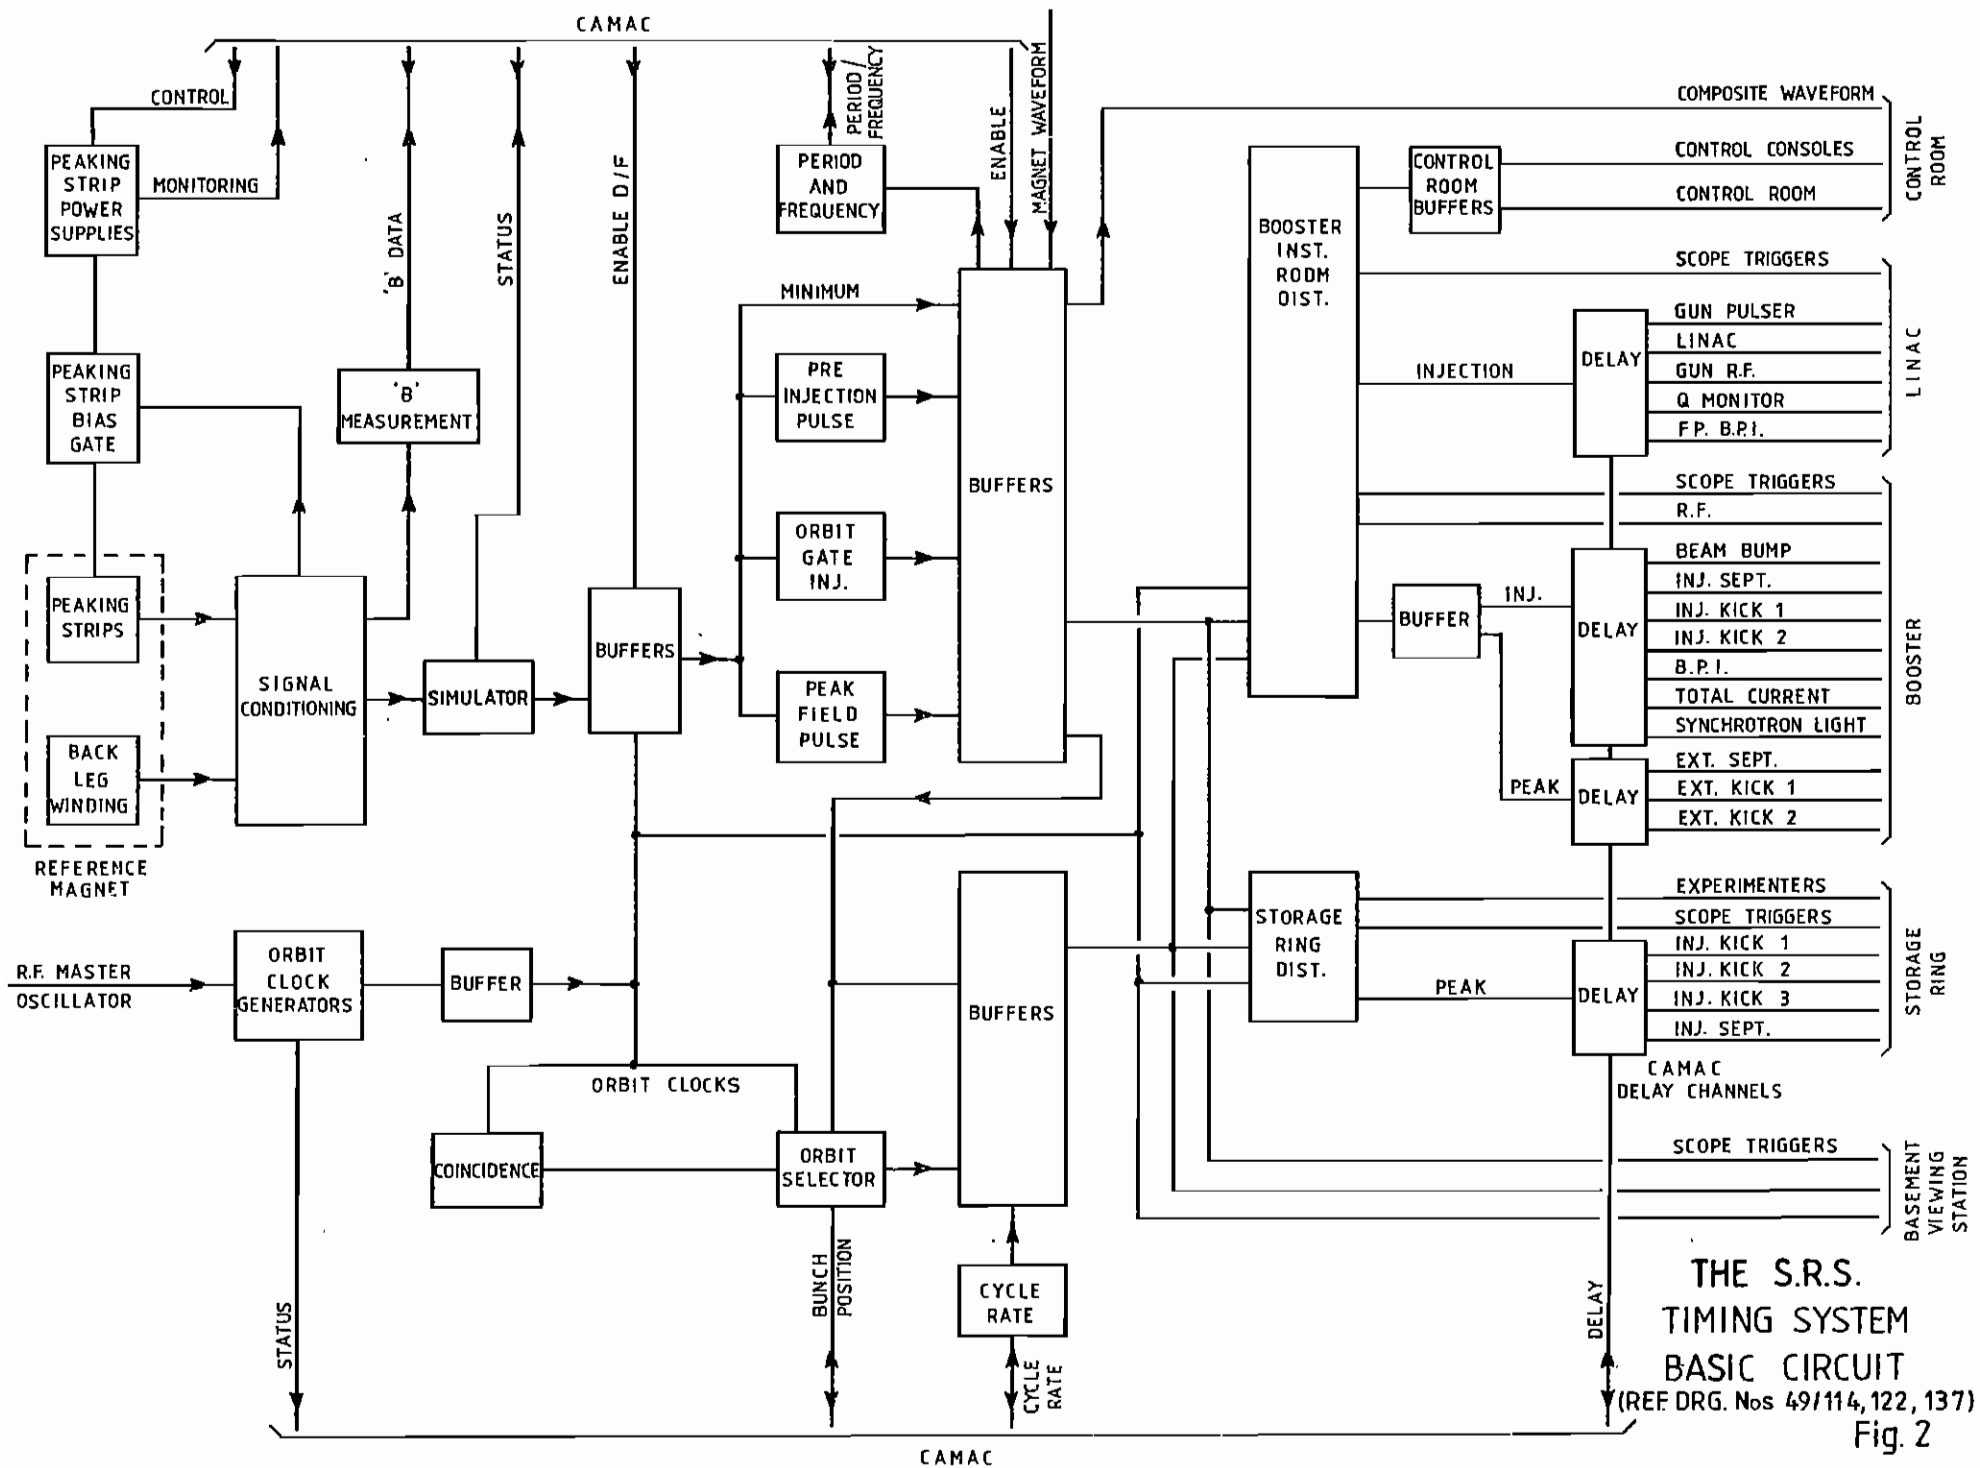 CAMAC
CONTROL
MONITORING
PEAKING
STRIP
POWER
SUPPLIES
'B' DATA
STATUS
ENABLE D/F
PERIOD/
FREQUENCY
PERIOD
AND
FREQUENCY
ENABLE
MAGNET WAVEFORM
COMPOSITE WAVEFORM
CONTROL CONSOLES
CONTROL ROOM
CONTROL
ROOM
CONTROL
ROOM
BUFFERS
BOOSTER
INST.
ROOM
DIST.
SCOPE TRIGGERS
GUN PULSER
LINAC
GUN R.F.
Q MONITOR
F.P. B.P.I.
LINAC
INJECTION
DELAY
PEAKING
STRIP
BIAS
GATE
'B'
MEASUREMENT
MINIMUM
PRE
INJECTION
PULSE
ORBIT
GATE
INJ.
PEAK
FIELD
PULSE
BUFFERS
PEAKING
STRIPS
BACK
LEG
WINDING
REFERENCE
MAGNET
SIGNAL
CONDITIONING
SIMULATOR
BUFFERS
SCOPE TRIGGERS
R.F.
BEAM BUMP
INJ. SEPT.
INJ. KICK 1
INJ. KICK 2
B.P.I.
TOTAL CURRENT
SYNCHROTRON LIGHT
EXT. SEPT.
EXT. KICK 1
EXT. KICK 2
BOOSTER
BUFFER
INJ.
DELAY
PEAK
DELAY
R.F. MASTER
OSCILLATOR
ORBIT
CLOCK
GENERATORS
BUFFER
ORBIT CLOCKS
COINCIDENCE
ORBIT
SELECTOR
BUFFERS
STORAGE
RING
DIST.
PEAK
DELAY
EXPERIMENTERS
SCOPE TRIGGERS
INJ. KICK 1
INJ. KICK 2
INJ. KICK 3
INJ. SEPT.
STORAGE
RING
CAMAC
DELAY CHANNELS
SCOPE TRIGGERS
BASEMENT
VIEWING
STATION
STATUS
BUNCH
POSITION
CYCLE
RATE
CYCLE
RATE
DELAY
CAMAC
THE S.R.S.
TIMING SYSTEM
BASIC CIRCUIT
(REF. DRG. Nos 49/114, 122, 137)
Fig. 2